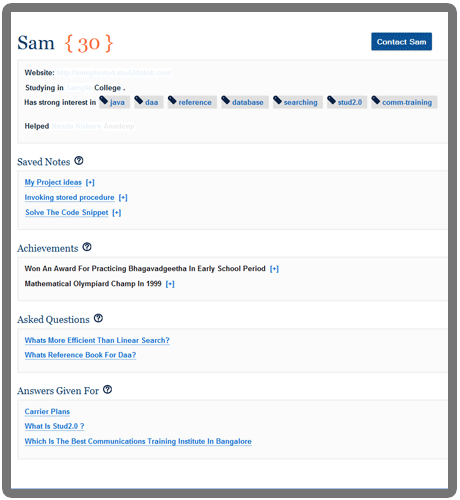 Sam { 30 }
Contact Sam
Website:
Studying in College .
Has strong interest in java daa reference database searching stud2.0 comm-training
Helped
Saved Notes
My Project ideas [+]
Invoking stored procedure [+]
Solve The Code Snippet [+]
Achievements
Won An Award For Practicing Bhagavadgeetha In Early School Period [+]
Mathematical Olympiard Champ In 1999 [+]
Asked Questions
Whats More Efficient Than Linear Search?
Whats Reference Book For Daa?
Answers Given For
Carrier Plans
What Is Stud2.0 ?
Which Is The Best Communications Training Institute In Bangalore